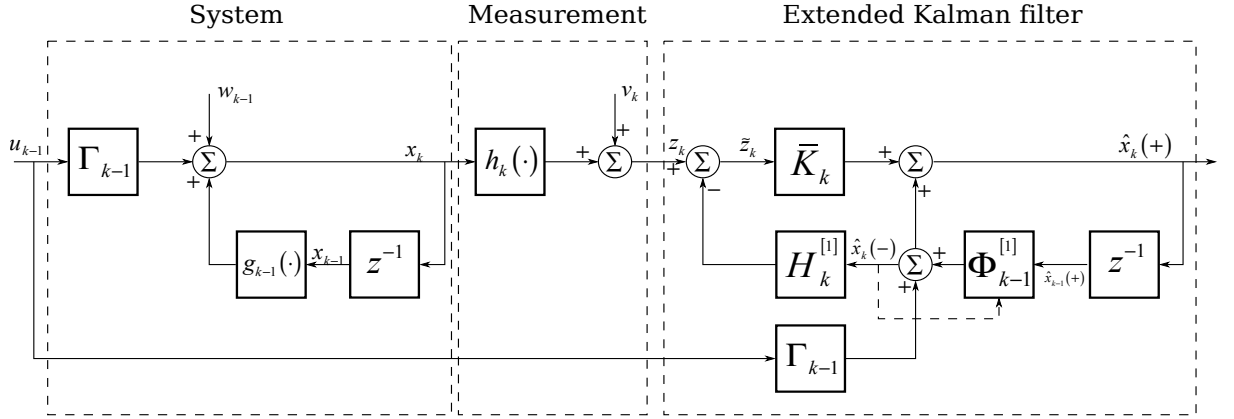 System Measurement Extended Kalman filter
w_{k−1} v_k
u_{k−1} Γ_{k−1} + Σ + x_k h_k(·) + + Σ z_k + Σ − z̃_k K̄_k + Σ + x̂_k(+)
g_{k−1}(·) x_{k−1} z^{−1} H_k^{[1]} x̂_k(−) Σ + + Φ_{k−1}^{[1]} x̂_{k−1}(+) z^{−1}
Γ_{k−1}